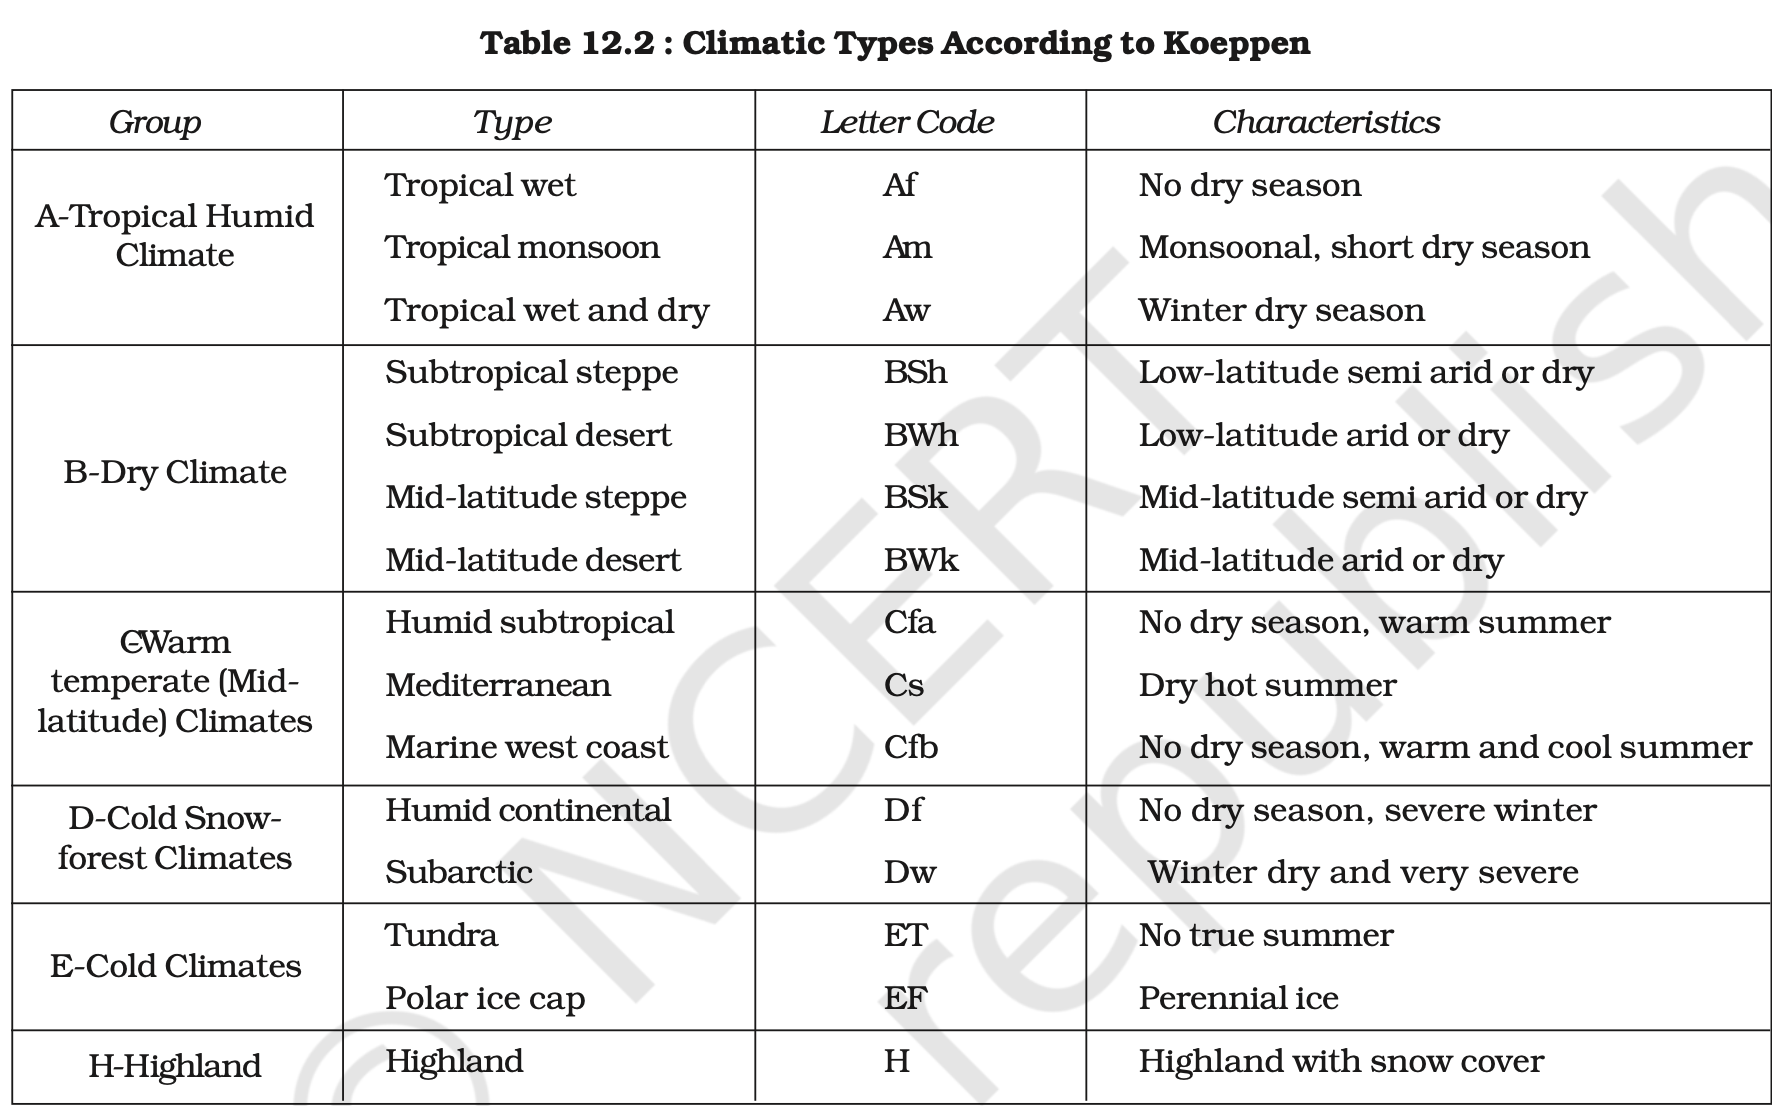 Table 12.2 : Climatic Types According to Koeppen
Group Type Letter Code Characteristics
A-Tropical Humid
Climate
Tropical wet Af No dry season
Tropical monsoon Am Monsoonal, short dry season
Tropical wet and dry Aw Winter dry season
B-Dry Climate
Subtropical steppe BSh Low-latitude semi arid or dry
Subtropical desert BWh Low-latitude arid or dry
Mid-latitude steppe BSk Mid-latitude semi arid or dry
Mid-latitude desert BWk Mid-latitude arid or dry
C-Warm
temperate (Mid-
latitude) Climates
Humid subtropical Cfa No dry season, warm summer
Mediterranean Cs Dry hot summer
Marine west coast Cfb No dry season, warm and cool summer
D-Cold Snow-
forest Climates
Humid continental Df No dry season, severe winter
Subarctic Dw Winter dry and very severe
E-Cold Climates
Tundra ET No true summer
Polar ice cap EF Perennial ice
H-Highland
Highland H Highland with snow cover
© NCERT
republish